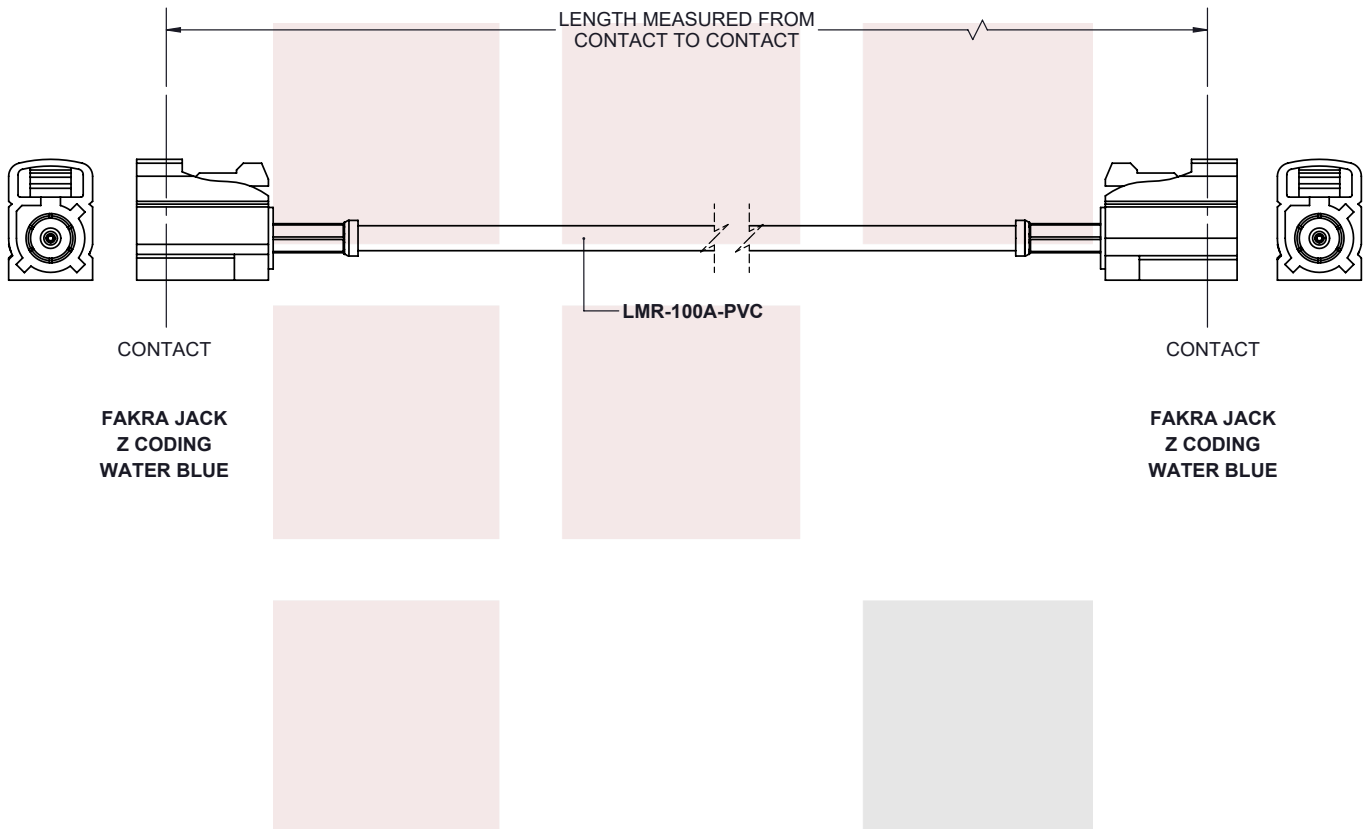 LENGTH MEASURED FROM
CONTACT TO CONTACT
LMR-100A-PVC
CONTACT
CONTACT
FAKRA JACK
Z CODING
WATER BLUE
FAKRA JACK
Z CODING
WATER BLUE